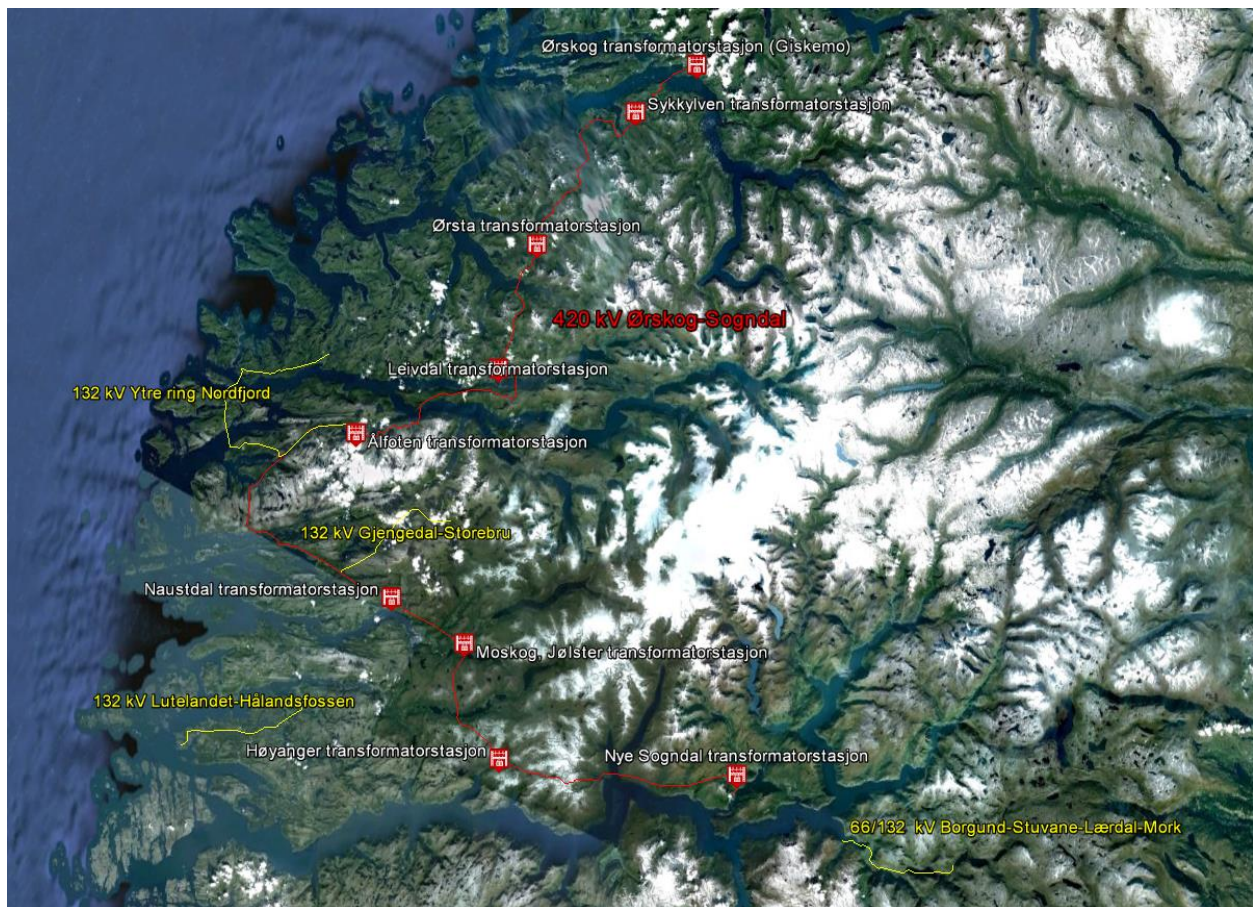 Ørskog transformatorstasjon (Giskemo)
Sykkylven transformatorstasjon
Ørsta transformatorstasjon
420 kV Ørskog-Sogndal
Leivdal transformatorstasjon
132 kV Ytre ring Nordfjord
Ålfoten transformatorstasjon
132 kV Gjengedal-Storebru
Naustdal transformatorstasjon
Moskog, Jølster transformatorstasjon
132 kV Lutelandet-Hålandsfossen
Høyanger transformatorstasjon
Nye Sogndal transformatorstasjon
66/132 kV Borgund-Stuvane-Lærdal-Mork